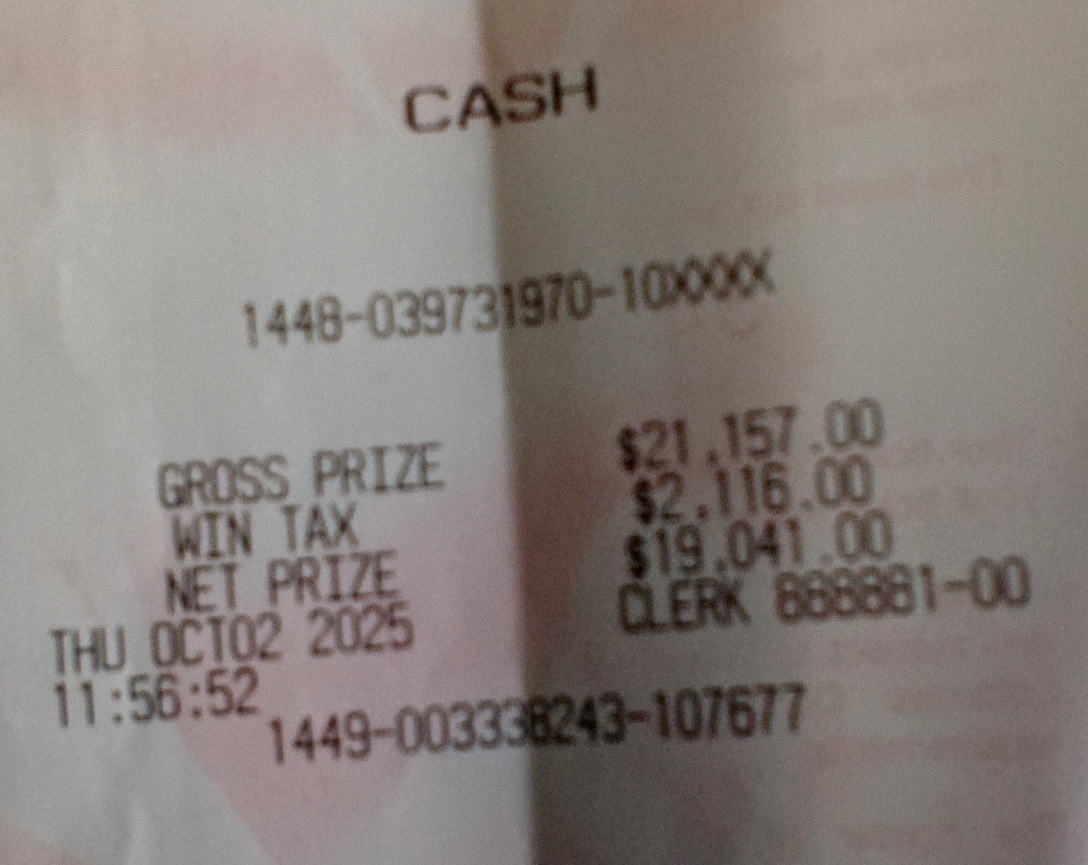 CASH
1448-039731970-10XXXX
GROSS PRIZE $21,157.00
WIN TAX $2,116.00
NET PRIZE $19,041.00
THU OCT02 2025 CLERK 888881-00
11:56:52
1449-003338243-107677